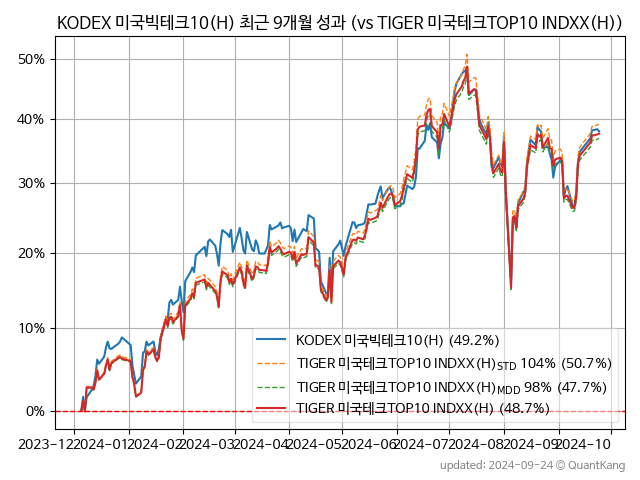 KODEX 미국빅테크10(H) 최근 9개월 성과 (vs TIGER 미국테크TOP10 INDXX(H))
50%
40%
30%
20%
10%
0%
KODEX 미국빅테크10(H) (49.2%)
TIGER 미국테크TOP10 INDXX(H)STD 104% (50.7%)
TIGER 미국테크TOP10 INDXX(H)MDD 98% (47.7%)
TIGER 미국테크TOP10 INDXX(H) (48.7%)
2023-12 2024-01 2024-02 2024-03 2024-04 2024-05 2024-06 2024-07 2024-08 2024-09 2024-10
updated: 2024-09-24 © QuantKang